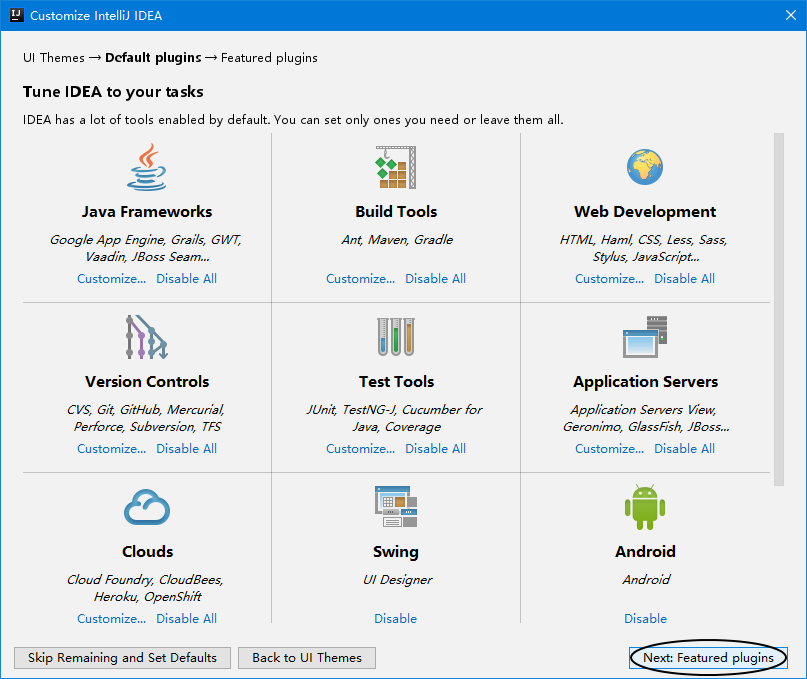 IJ Customize IntelliJ IDEA
UI Themes → Default plugins → Featured plugins
Tune IDEA to your tasks
IDEA has a lot of tools enabled by default. You can set only ones you need or leave them all.
Java Frameworks
Google App Engine, Grails, GWT,
Vaadin, JBoss Seam...
Customize... Disable All
Build Tools
Ant, Maven, Gradle
Customize... Disable All
Web Development
HTML, Haml, CSS, Less, Sass,
Stylus, JavaScript...
Customize... Disable All
Version Controls
CVS, Git, GitHub, Mercurial,
Perforce, Subversion, TFS
Customize... Disable All
Test Tools
JUnit, TestNG-J, Cucumber for
Java, Coverage
Customize... Disable All
Application Servers
Application Servers View,
Geronimo, GlassFish, JBoss...
Customize... Disable All
Clouds
Cloud Foundry, CloudBees,
Heroku, OpenShift
Customize... Disable All
Swing
UI Designer
Disable
Android
Android
Disable
Skip Remaining and Set Defaults
Back to UI Themes
Next: Featured plugins